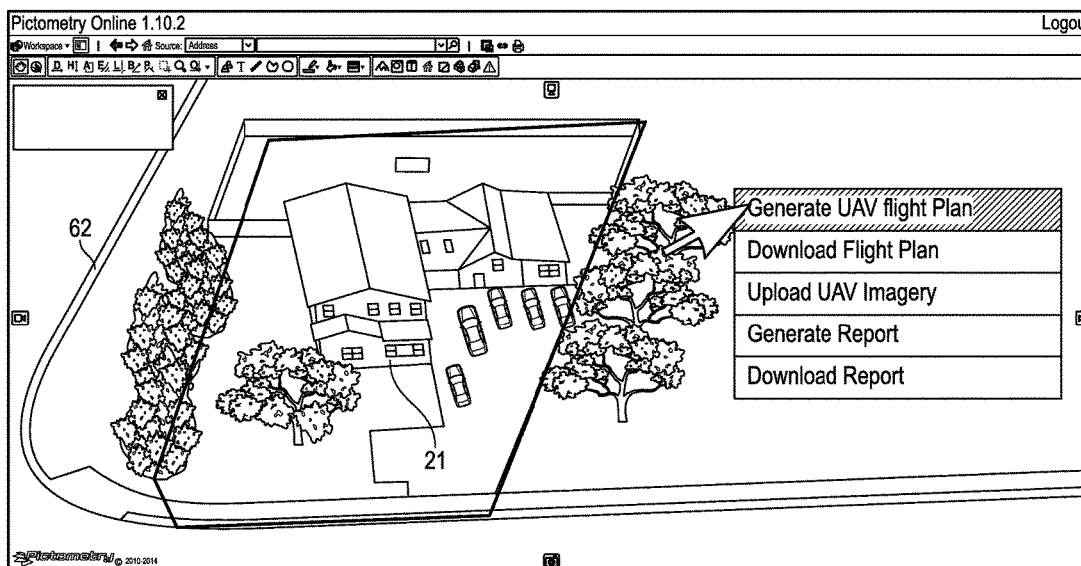 Pictometry Online 1.10.2
Logou
Workspace
Source: Address
62
Generate UAV flight Plan
Download Flight Plan
Upload UAV Imagery
Generate Report
Download Report
21
Pictometry © 2010-2014